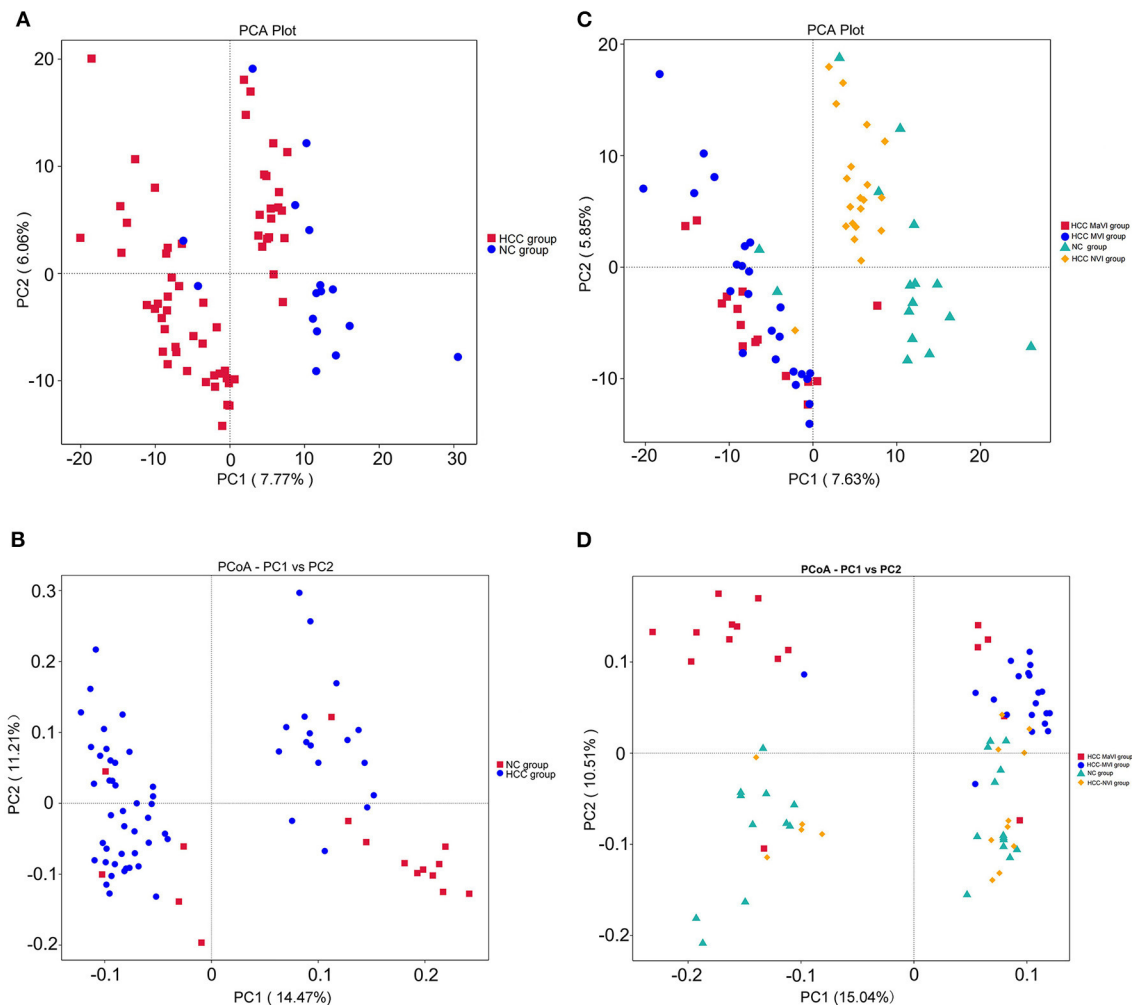 A
PCA Plot
-20 -10 0 10 20 30
20
10
0
-10
PC2 ( 6.06%)
-20 -10 0 10 20 30
PC1 ( 7.77%)
HCC group
NC group
C
PCA Plot
20
10
0
-10
PC2 ( 5.85%)
-20 -10 0 10 20
PC1 ( 7.63%)
HCC MaVI group
HCC MVI group
NC group
HCC NVI group
B
PCoA - PC1 vs PC2
0.3
0.2
0.1
0
-0.1
-0.2
PC2 ( 11.21%)
-0.1 0 0.1 0.2
PC1 ( 14.47%)
NC group
HCC group
D
PCoA - PC1 vs PC2
0.1
0
-0.1
-0.2
PC2 ( 10.51%)
-0.2 -0.1 0 0.1
PC1 (15.04%)
HCC MaVI group
HCC-MVI group
NC group
HCC-NVI group